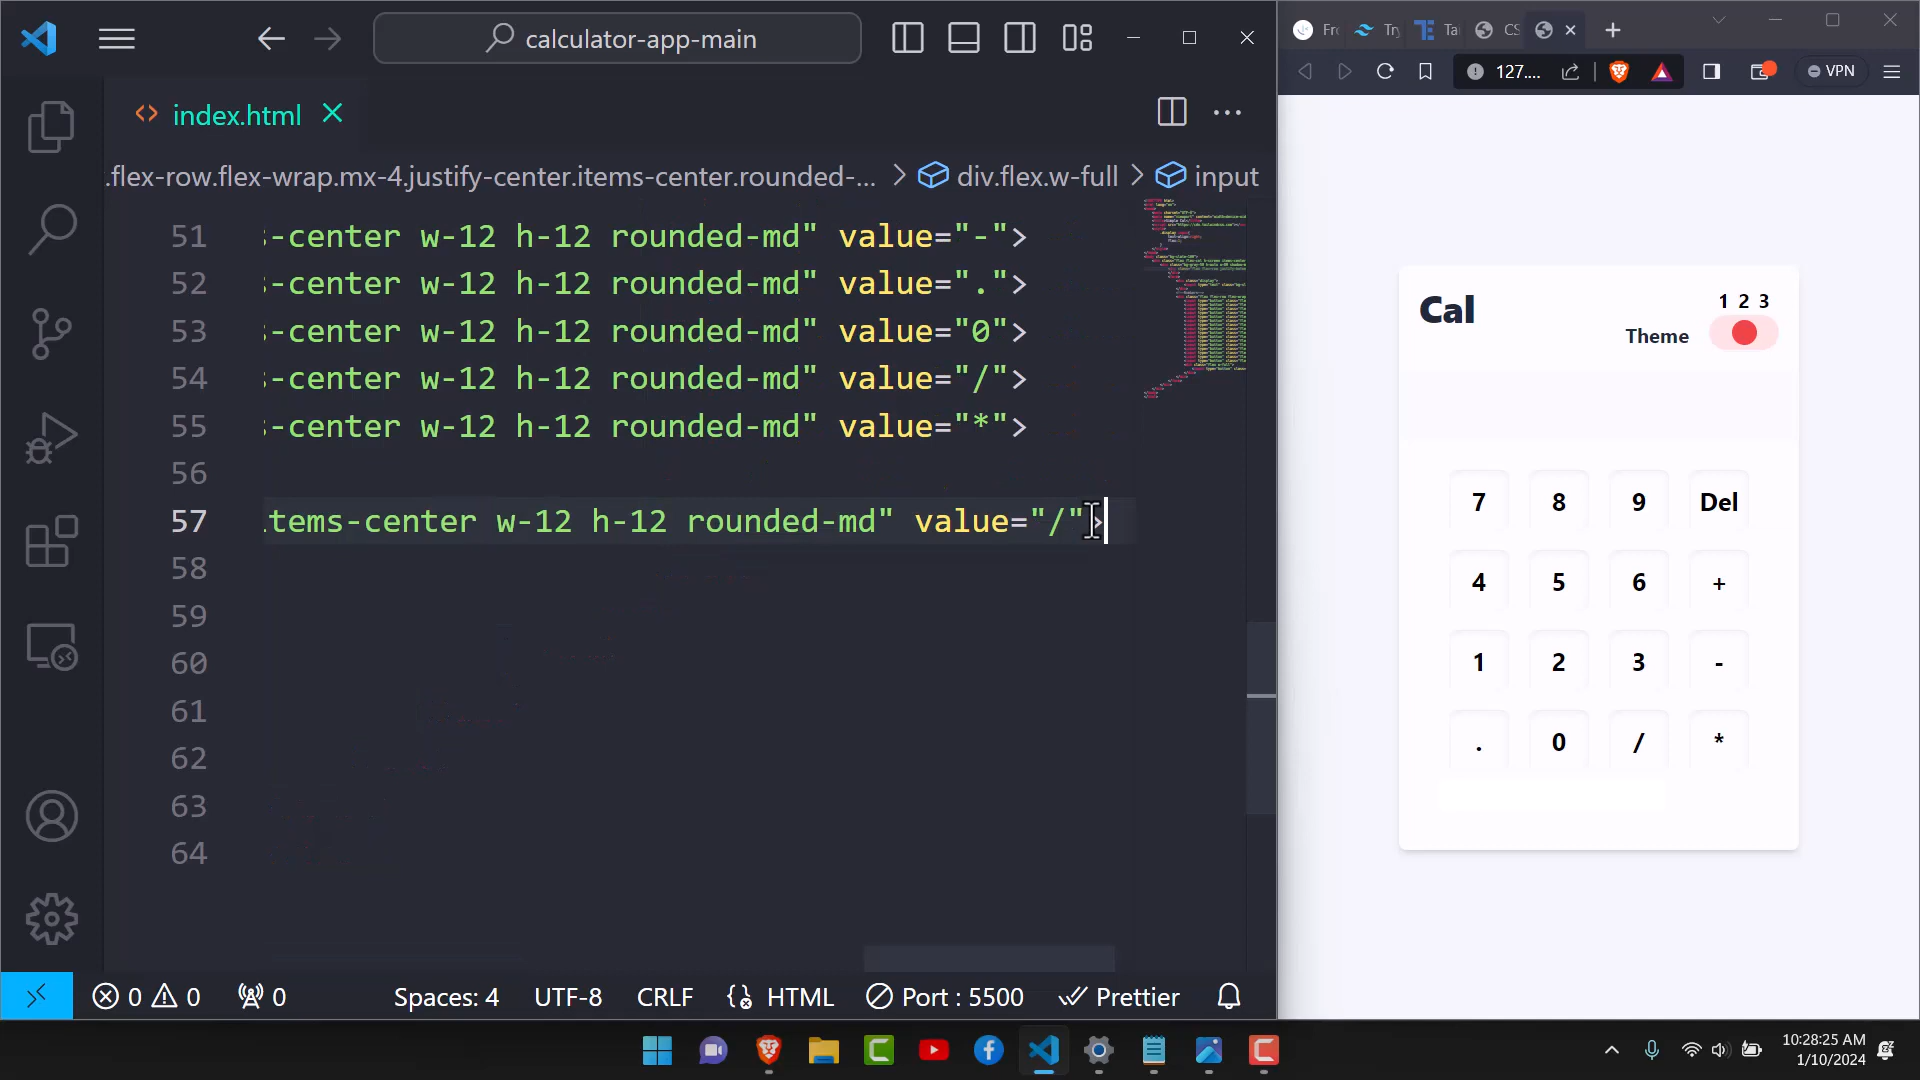 calculator-app-main
index.html
.flex-row.flex-wrap.mx-4.justify-center.items-center.rounded-... > div.flex.w-full > input
51 s-center w-12 h-12 rounded-md" value="-">
52 s-center w-12 h-12 rounded-md" value=".">
53 s-center w-12 h-12 rounded-md" value="0">
54 s-center w-12 h-12 rounded-md" value="/">
55 s-center w-12 h-12 rounded-md" value="*">
56
57 items-center w-12 h-12 rounded-md" value="/">
58
59
60
61
62
63
64
0 0 0 Spaces: 4 UTF-8 CRLF HTML Port : 5500 Prettier
Fr Try Ta CS
127.... VPN
Cal
1 2 3
Theme
7 8 9 Del
4 5 6 +
1 2 3 -
. 0 / *
10:28:25 AM
1/10/2024